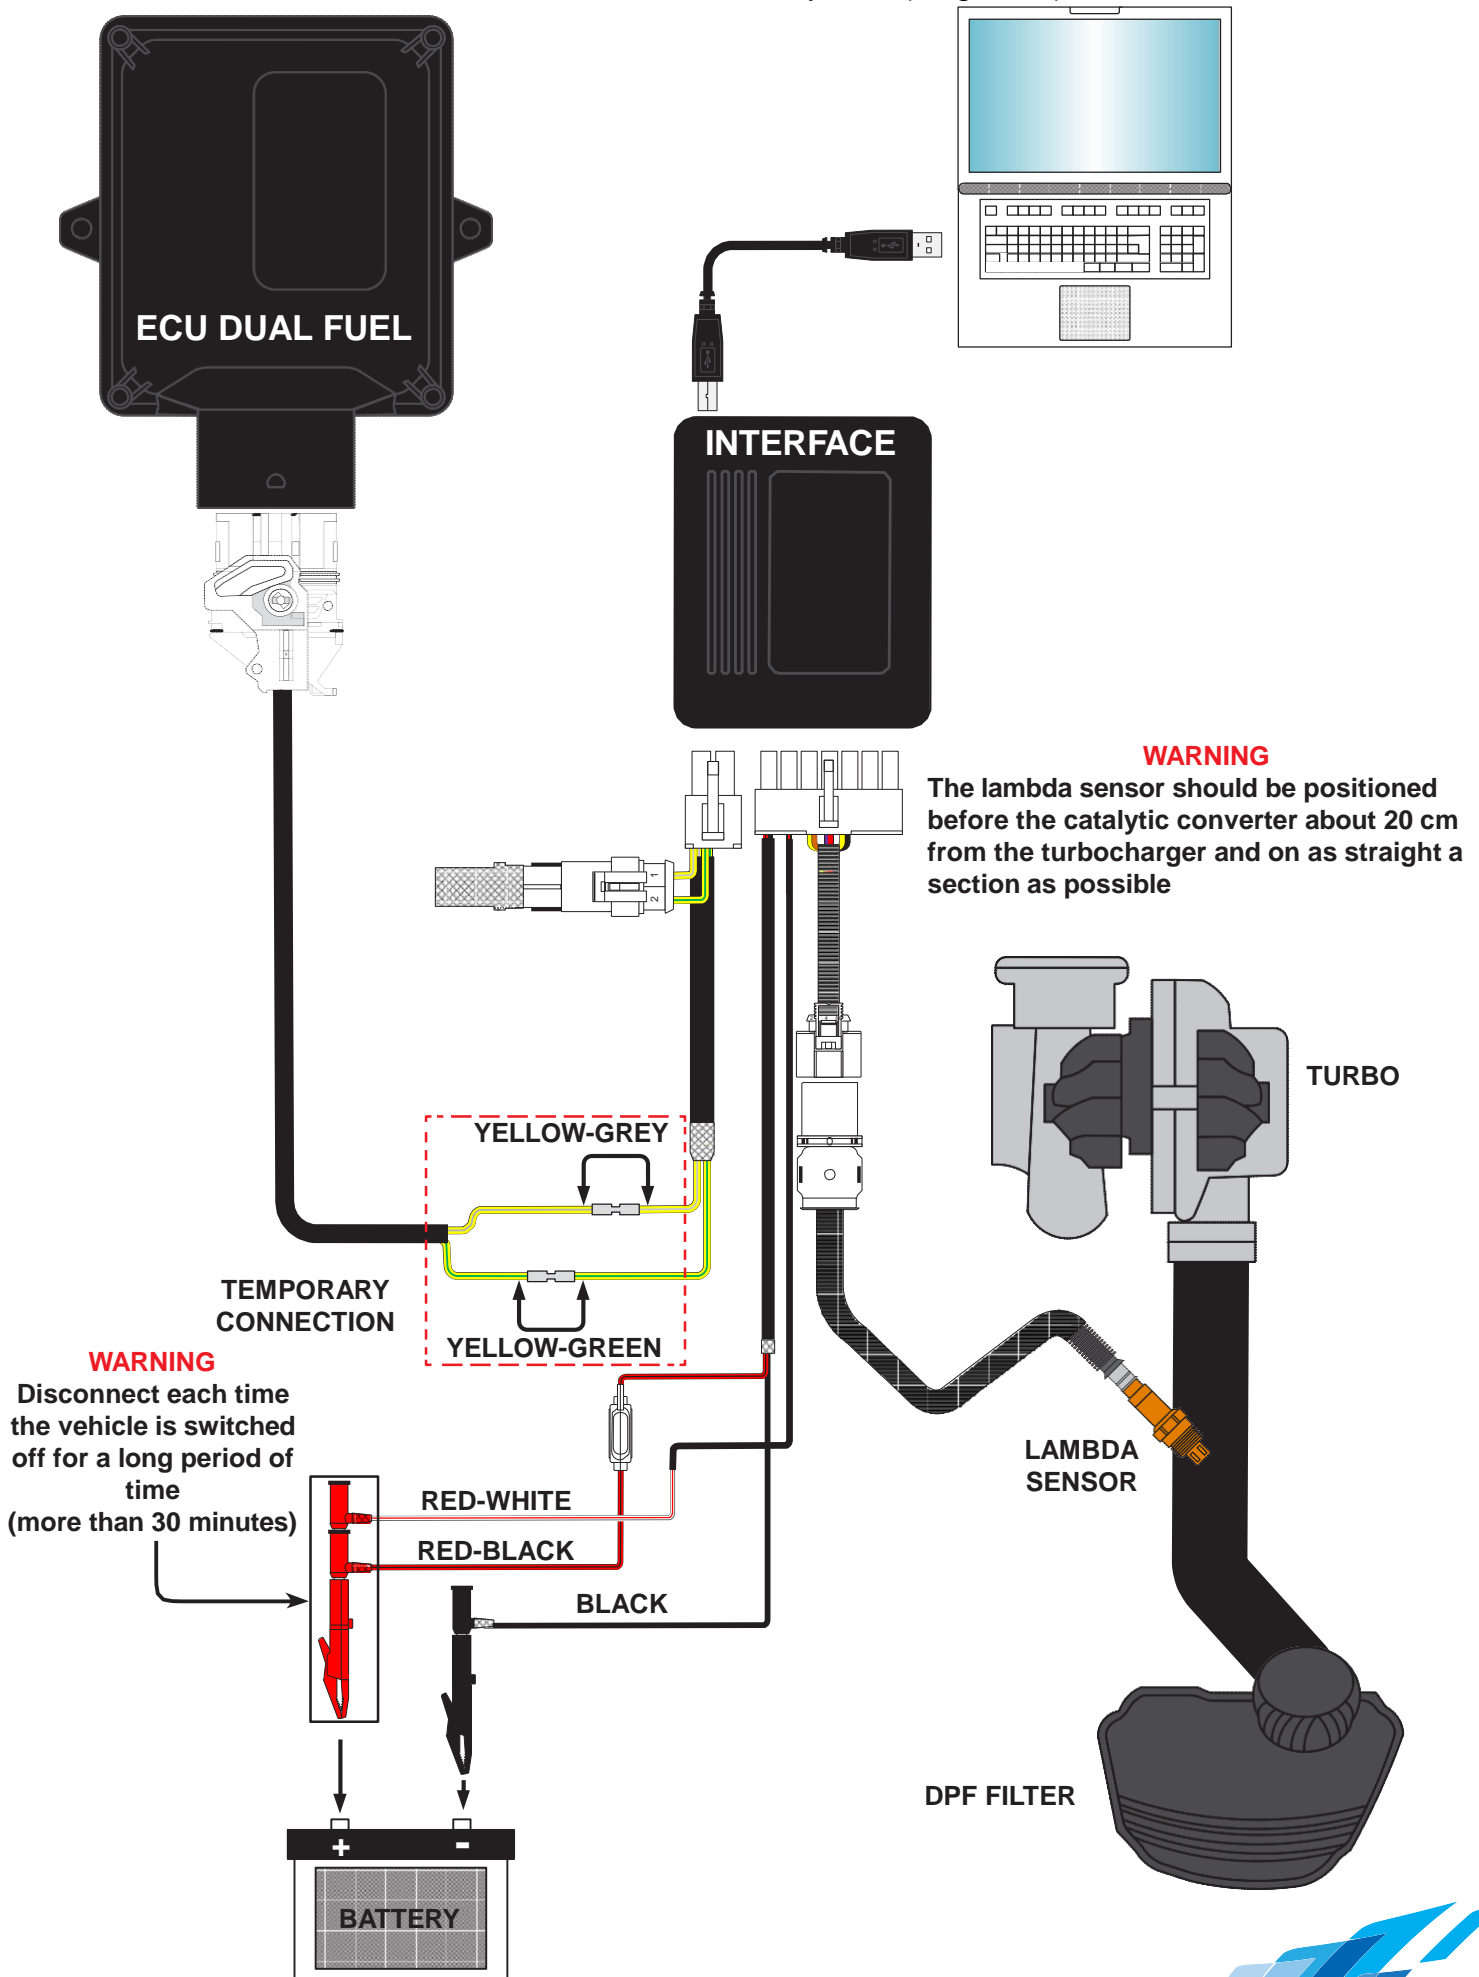 ECU DUAL FUEL
INTERFACE
WARNING
The lambda sensor should be positioned
before the catalytic converter about 20 cm
from the turbocharger and on as straight a
section as possible
1
2
TURBO
YELLOW-GREY
TEMPORARY
CONNECTION
YELLOW-GREEN
WARNING
Disconnect each time
the vehicle is switched
off for a long period of
time
(more than 30 minutes)
LAMBDA
SENSOR
RED-WHITE
RED-BLACK
BLACK
DPF FILTER
+
-
BATTERY